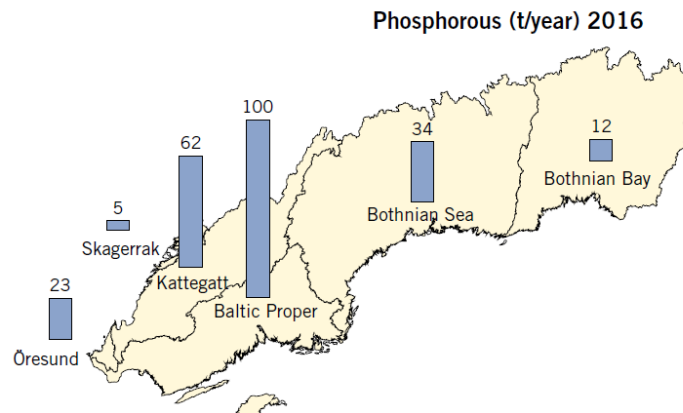 Phosphorous (t/year) 2016
100
62
34
12
5
23
Bothnian Bay
Bothnian Sea
Skagerrak
Kattegatt
Baltic Proper
Öresund